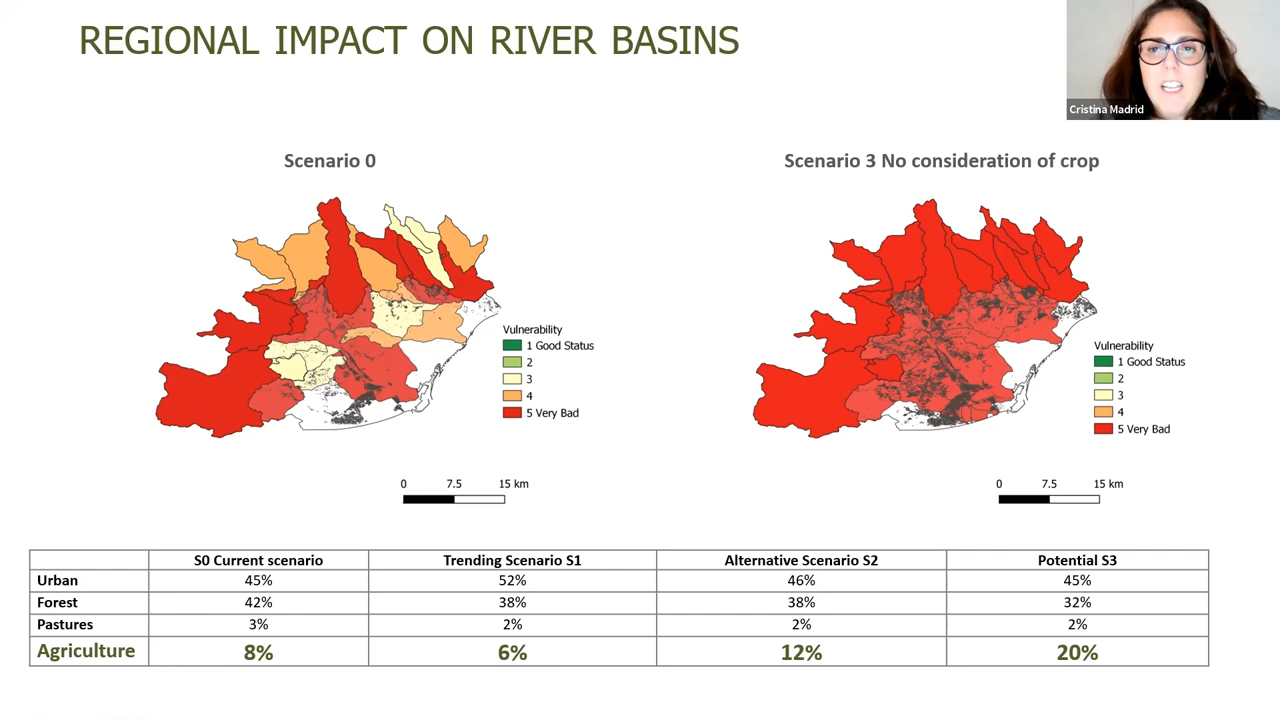 REGIONAL IMPACT ON RIVER BASINS
Cristina Madrid
Scenario 0
Scenario 3 No consideration of crop
Vulnerability
1 Good Status
2
3
4
5 Very Bad
Vulnerability
1 Good Status
2
3
4
5 Very Bad
0 7.5 15 km
0 7.5 15 km
S0 Current scenario Trending Scenario S1 Alternative Scenario S2 Potential S3
Urban 45% 52% 46% 45%
Forest 42% 38% 38% 32%
Pastures 3% 2% 2% 2%
Agriculture 8% 6% 12% 20%